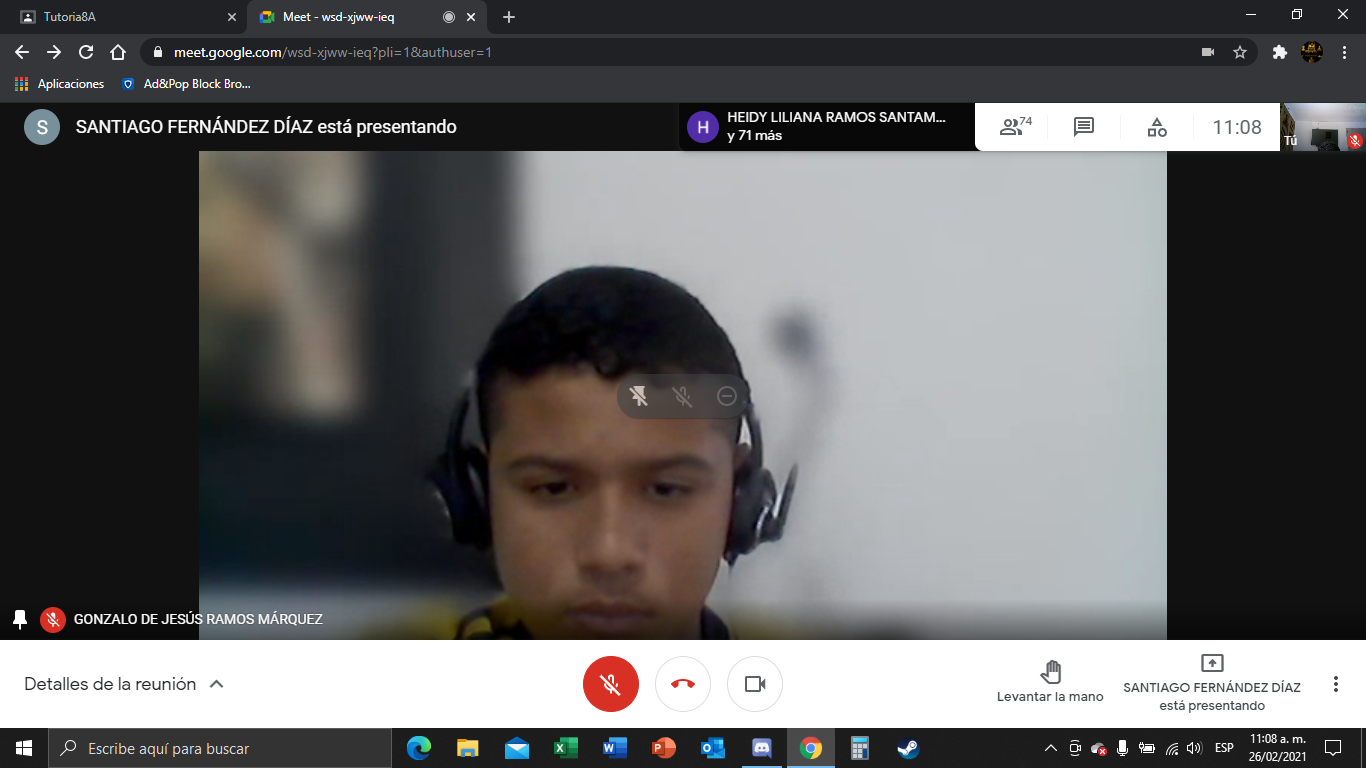 Tutoria8A
Meet - wsd-xjww-ieq
meet.google.com/wsd-xjww-ieq?pli=1&authuser=1
Aplicaciones
Ad&Pop Block Bro...
S
SANTIAGO FERNÁNDEZ DÍAZ está presentando
H
HEIDY LILIANA RAMOS SANTAM...
y 71 más
74
11:08
Tú
GONZALO DE JESÚS RAMOS MÁRQUEZ
Detalles de la reunión
Levantar la mano
SANTIAGO FERNÁNDEZ DÍAZ
está presentando
Escribe aquí para buscar
ESP
11:08 a. m.
26/02/2021